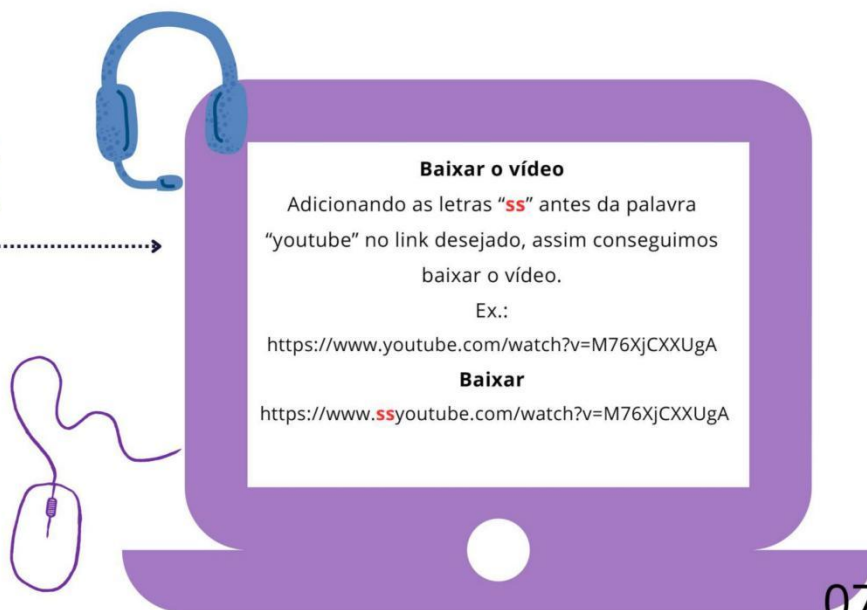 Baixar o vídeo
Adicionando as letras “ss” antes da palavra
“youtube” no link desejado, assim conseguimos
baixar o vídeo.
Ex.:
https://www.youtube.com/watch?v=M76XjCXXUgA
Baixar
https://www.ssyoutube.com/watch?v=M76XjCXXUgA
07